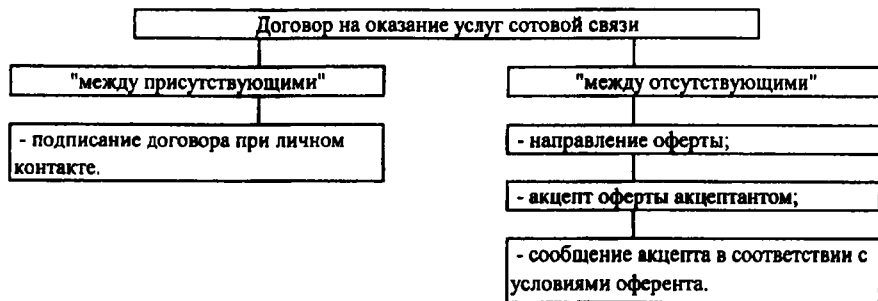 Договор на оказание услуг сотовой связи
"между присутствующими"
"между отсутствующими"
- подписание договора при личном
контакте.
- направление оферты;
- акцепт оферты акцептантом;
- сообщение акцепта в соответствии с
условиями оферента.